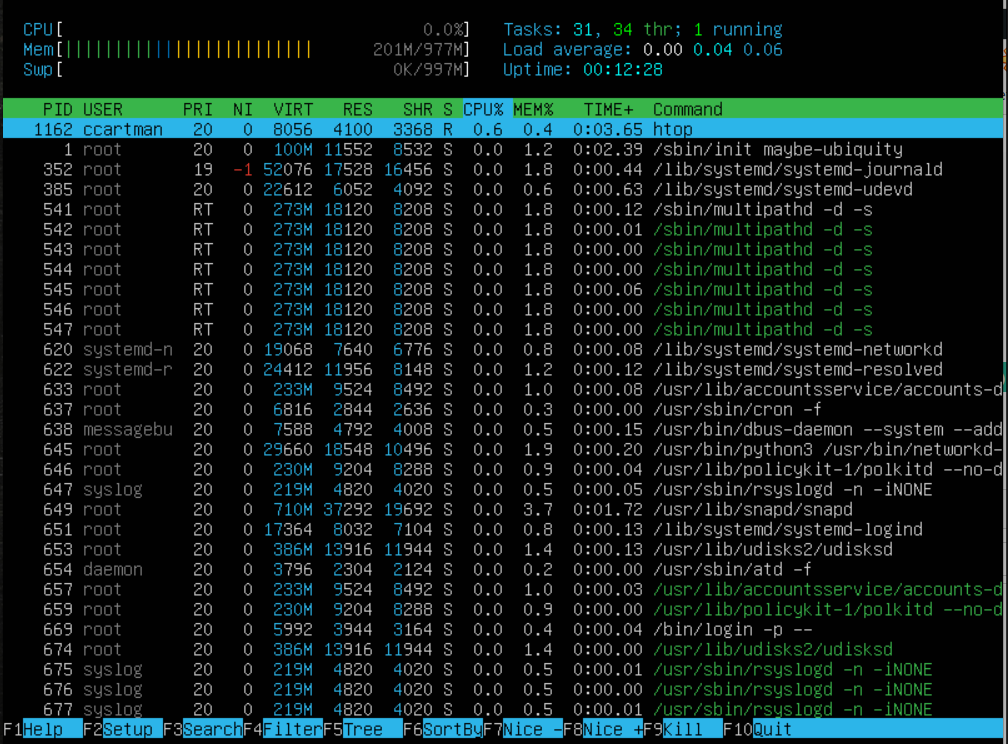 CPU[ 0.0%] Tasks: 31, 34 thr; 1 running
Mem[|||||||||||||||||||||||||| 201M/977M] Load average: 0.00 0.04 0.06
Swp[ 0K/997M] Uptime: 00:12:28
PID USER PRI NI VIRT RES SHR S CPU% MEM% TIME+ Command
1162 ccartman 20 0 8056 4100 3368 R 0.6 0.4 0:03.65 htop
1 root 20 0 100M 11552 8532 S 0.0 1.2 0:02.39 /sbin/init maybe-ubiquity
352 root 19 -1 52076 17528 16456 S 0.0 1.8 0:00.44 /lib/systemd/systemd-journald
385 root 20 0 22612 6052 4092 S 0.0 0.6 0:00.63 /lib/systemd/systemd-udevd
541 root RT 0 273M 18120 8208 S 0.0 1.8 0:00.12 /sbin/multipathd -d -s
542 root RT 0 273M 18120 8208 S 0.0 1.8 0:00.01 /sbin/multipathd -d -s
543 root RT 0 273M 18120 8208 S 0.0 1.8 0:00.00 /sbin/multipathd -d -s
544 root RT 0 273M 18120 8208 S 0.0 1.8 0:00.00 /sbin/multipathd -d -s
545 root RT 0 273M 18120 8208 S 0.0 1.8 0:00.06 /sbin/multipathd -d -s
546 root RT 0 273M 18120 8208 S 0.0 1.8 0:00.00 /sbin/multipathd -d -s
547 root RT 0 273M 18120 8208 S 0.0 1.8 0:00.00 /sbin/multipathd -d -s
620 systemd-n 20 0 19068 7640 6776 S 0.0 0.8 0:00.08 /lib/systemd/systemd-networkd
622 systemd-r 20 0 24412 11956 8148 S 0.0 1.2 0:00.12 /lib/systemd/systemd-resolved
633 root 20 0 233M 9524 8492 S 0.0 1.0 0:00.08 /usr/lib/accountsservice/accounts-d
637 root 20 0 6816 2844 2636 S 0.0 0.3 0:00.00 /usr/sbin/cron -f
638 messagebu 20 0 7588 4792 4008 S 0.0 0.5 0:00.15 /usr/bin/dbus-daemon --system --add
645 root 20 0 29660 18548 10496 S 0.0 1.9 0:00.20 /usr/bin/python3 /usr/bin/networkd-
646 root 20 0 230M 9204 8288 S 0.0 0.9 0:00.04 /usr/lib/policykit-1/polkitd --no-d
647 syslog 20 0 219M 4820 4020 S 0.0 0.5 0:00.05 /usr/sbin/rsyslogd -n -iNONE
649 root 20 0 710M 37292 19692 S 0.0 3.7 0:01.72 /usr/lib/snapd/snapd
651 root 20 0 17364 8032 7104 S 0.0 0.8 0:00.13 /lib/systemd/systemd-logind
653 root 20 0 386M 13916 11944 S 0.0 1.4 0:00.13 /usr/lib/udisks2/udisksd
654 daemon 20 0 3796 2304 2124 S 0.0 0.2 0:00.00 /usr/sbin/atd -f
657 root 20 0 233M 9524 8492 S 0.0 1.0 0:00.03 /usr/lib/accountsservice/accounts-d
659 root 20 0 230M 9204 8288 S 0.0 0.9 0:00.00 /usr/lib/policykit-1/polkitd --no-d
669 root 20 0 5992 3944 3164 S 0.0 0.4 0:00.04 /bin/login -p --
674 root 20 0 386M 13916 11944 S 0.0 1.4 0:00.00 /usr/lib/udisks2/udisksd
675 syslog 20 0 219M 4820 4020 S 0.0 0.5 0:00.01 /usr/sbin/rsyslogd -n -iNONE
676 syslog 20 0 219M 4820 4020 S 0.0 0.5 0:00.00 /usr/sbin/rsyslogd -n -iNONE
677 syslog 20 0 219M 4820 4020 S 0.0 0.5 0:00.01 /usr/sbin/rsyslogd -n -iNONE
F1Help F2Setup F3SearchF4FilterF5Tree F6SortByF7Nice -F8Nice +F9Kill F10Quit